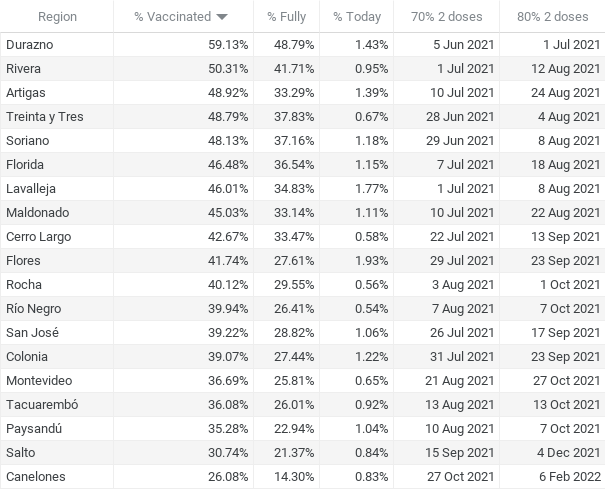 Region % Vaccinated % Fully % Today 70% 2 doses 80% 2 doses
Durazno 59.13% 48.79% 1.43% 5 Jun 2021 1 Jul 2021
Rivera 50.31% 41.71% 0.95% 1 Jul 2021 12 Aug 2021
Artigas 48.92% 33.29% 1.39% 10 Jul 2021 24 Aug 2021
Treinta y Tres 48.79% 37.83% 0.67% 28 Jun 2021 4 Aug 2021
Soriano 48.13% 37.16% 1.18% 29 Jun 2021 8 Aug 2021
Florida 46.48% 36.54% 1.15% 7 Jul 2021 18 Aug 2021
Lavalleja 46.01% 34.83% 1.77% 1 Jul 2021 8 Aug 2021
Maldonado 45.03% 33.14% 1.11% 10 Jul 2021 22 Aug 2021
Cerro Largo 42.67% 33.47% 0.58% 22 Jul 2021 13 Sep 2021
Flores 41.74% 27.61% 1.93% 29 Jul 2021 23 Sep 2021
Rocha 40.12% 29.55% 0.56% 3 Aug 2021 1 Oct 2021
Río Negro 39.94% 26.41% 0.54% 7 Aug 2021 7 Oct 2021
San José 39.22% 28.82% 1.06% 26 Jul 2021 17 Sep 2021
Colonia 39.07% 27.44% 1.22% 31 Jul 2021 23 Sep 2021
Montevideo 36.69% 25.81% 0.65% 21 Aug 2021 27 Oct 2021
Tacuarembó 36.08% 26.01% 0.92% 13 Aug 2021 13 Oct 2021
Paysandú 35.28% 22.94% 1.04% 10 Aug 2021 7 Oct 2021
Salto 30.74% 21.37% 0.84% 15 Sep 2021 4 Dec 2021
Canelones 26.08% 14.30% 0.83% 27 Oct 2021 6 Feb 2022